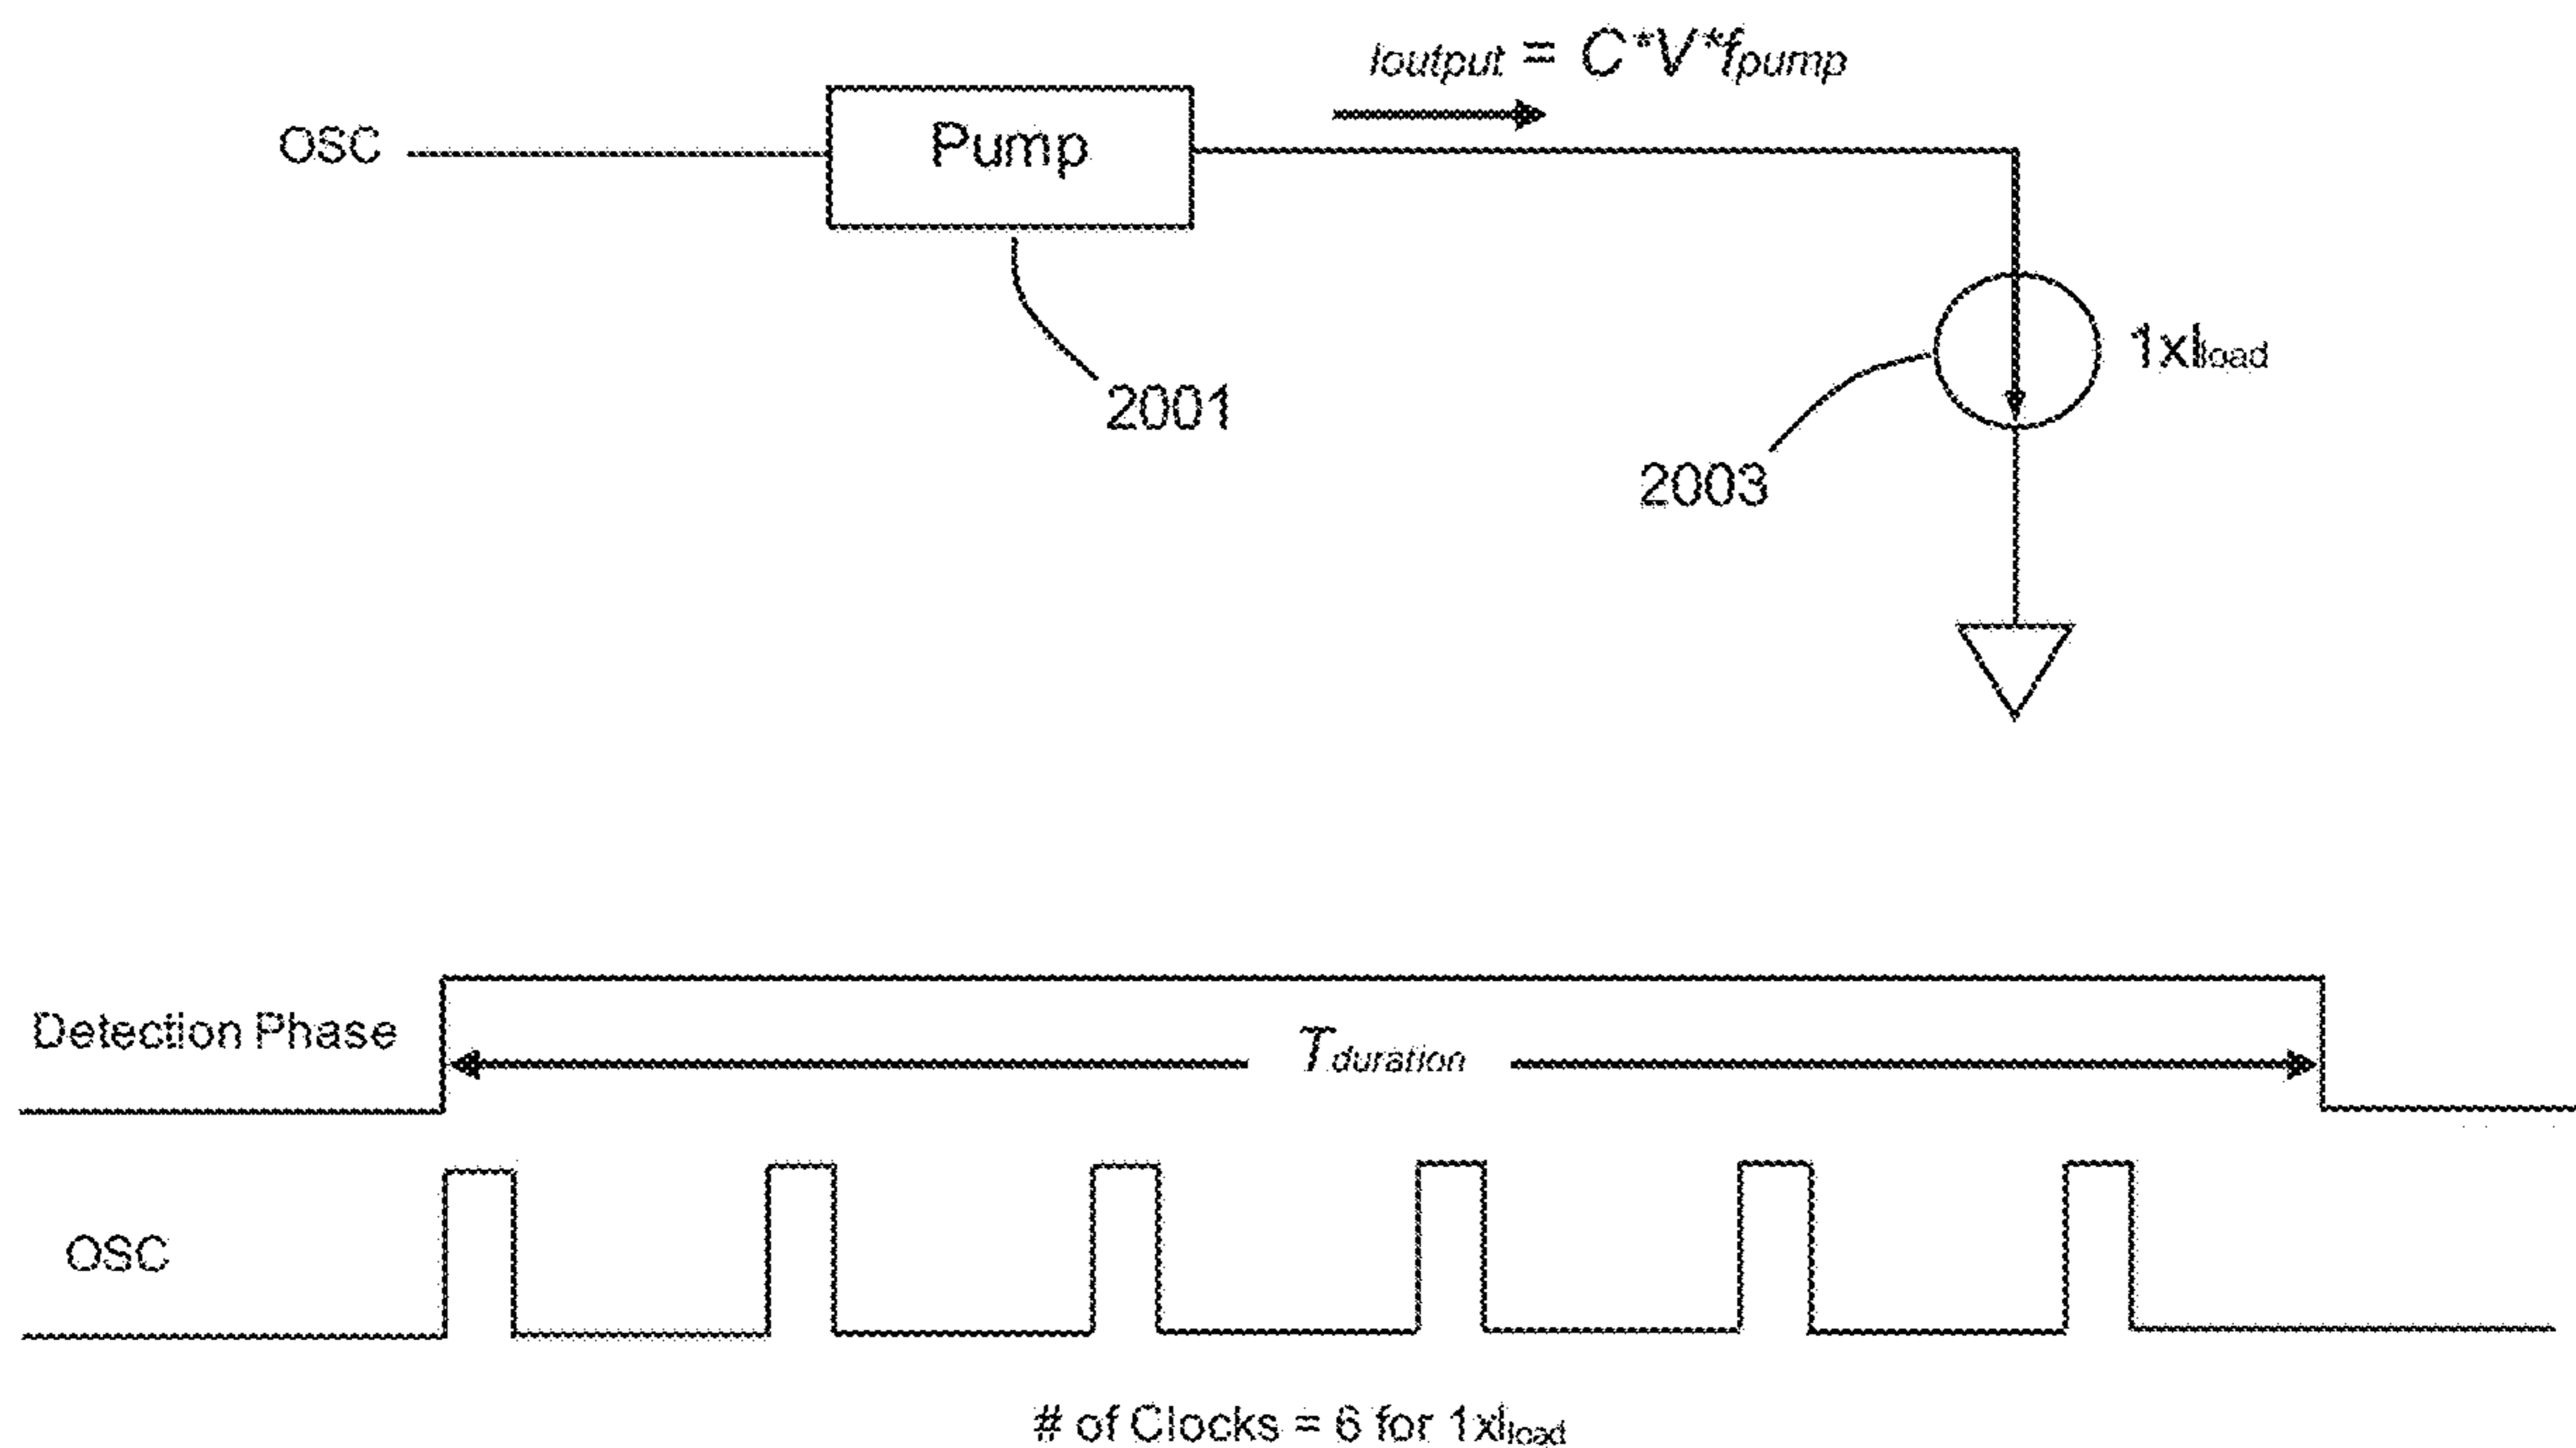 Ioutput = C*V*fpump
OSC
Pump
1xIload
2001
2003
Detection Phase
Tduration
OSC
# of Clocks = 6 for 1xIload